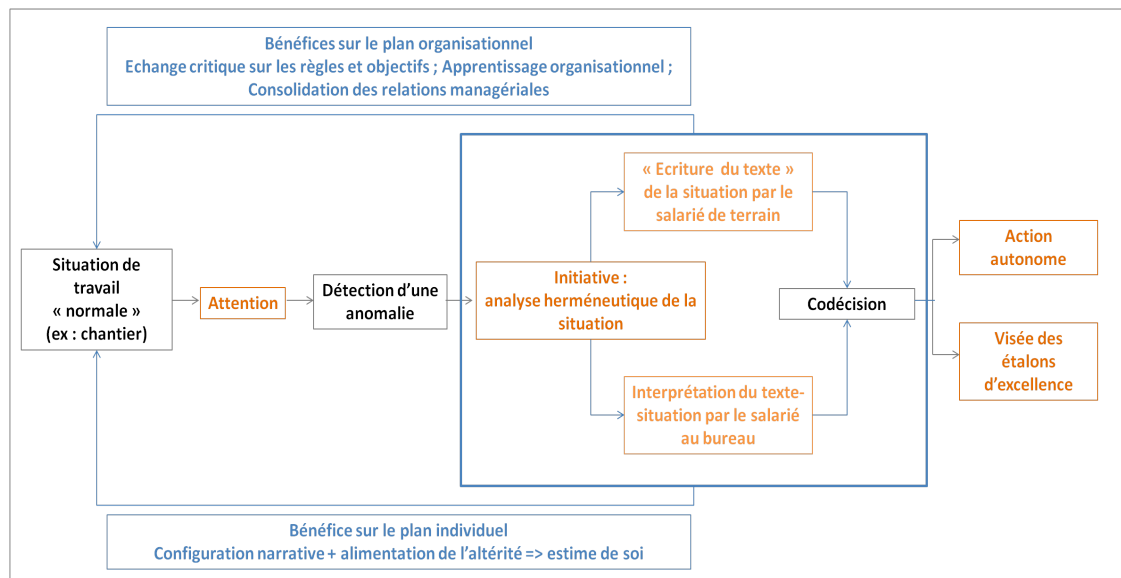 Bénéfices sur le plan organisationnel
Echange critique sur les règles et objectifs ; Apprentissage organisationnel ;
Consolidation des relations managériales
Situation de
travail
« normale »
(ex : chantier)
Attention
Détection d'une
anomalie
Initiative :
analyse herméneutique de la
situation
« Ecriture du texte »
de la situation par le
salarié de terrain
Interprétation du texte-
situation par le salarié
au bureau
Codécision
Action
autonome
Visée des
étalons
d'excellence
Bénéfice sur le plan individuel
Configuration narrative + alimentation de l'altérité => estime de soi